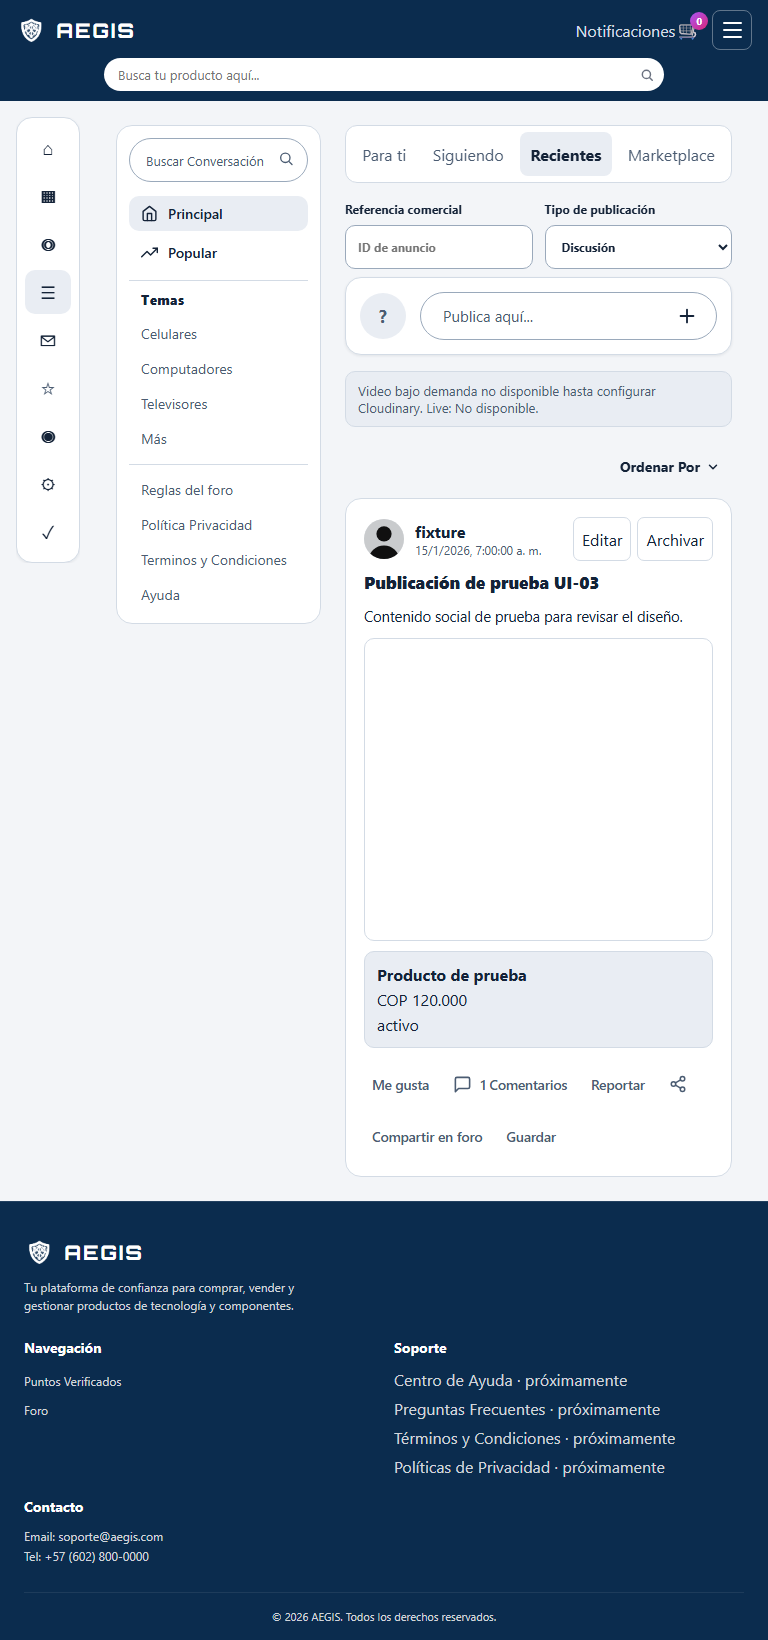 AEGIS
Notificaciones
0
Busca tu producto aquí...
Buscar Conversación
Principal
Popular
Temas
Celulares
Computadores
Televisores
Más
Reglas del foro
Política Privacidad
Terminos y Condiciones
Ayuda
Para ti
Siguiendo
Recientes
Marketplace
Referencia comercial
Tipo de publicación
ID de anuncio
Discusión
?
Publica aquí...
Video bajo demanda no disponible hasta configurar
Cloudinary. Live: No disponible.
Ordenar Por
fixture
15/1/2026, 7:00:00 a. m.
Editar
Archivar
Publicación de prueba UI-03
Contenido social de prueba para revisar el diseño.
Producto de prueba
COP 120.000
activo
Me gusta
1 Comentarios
Reportar
Compartir en foro
Guardar
AEGIS
Tu plataforma de confianza para comprar, vender y
gestionar productos de tecnología y componentes.
Navegación
Puntos Verificados
Foro
Soporte
Centro de Ayuda · próximamente
Preguntas Frecuentes · próximamente
Términos y Condiciones · próximamente
Políticas de Privacidad · próximamente
Contacto
Email: soporte@aegis.com
Tel: +57 (602) 800-0000
© 2026 AEGIS. Todos los derechos reservados.